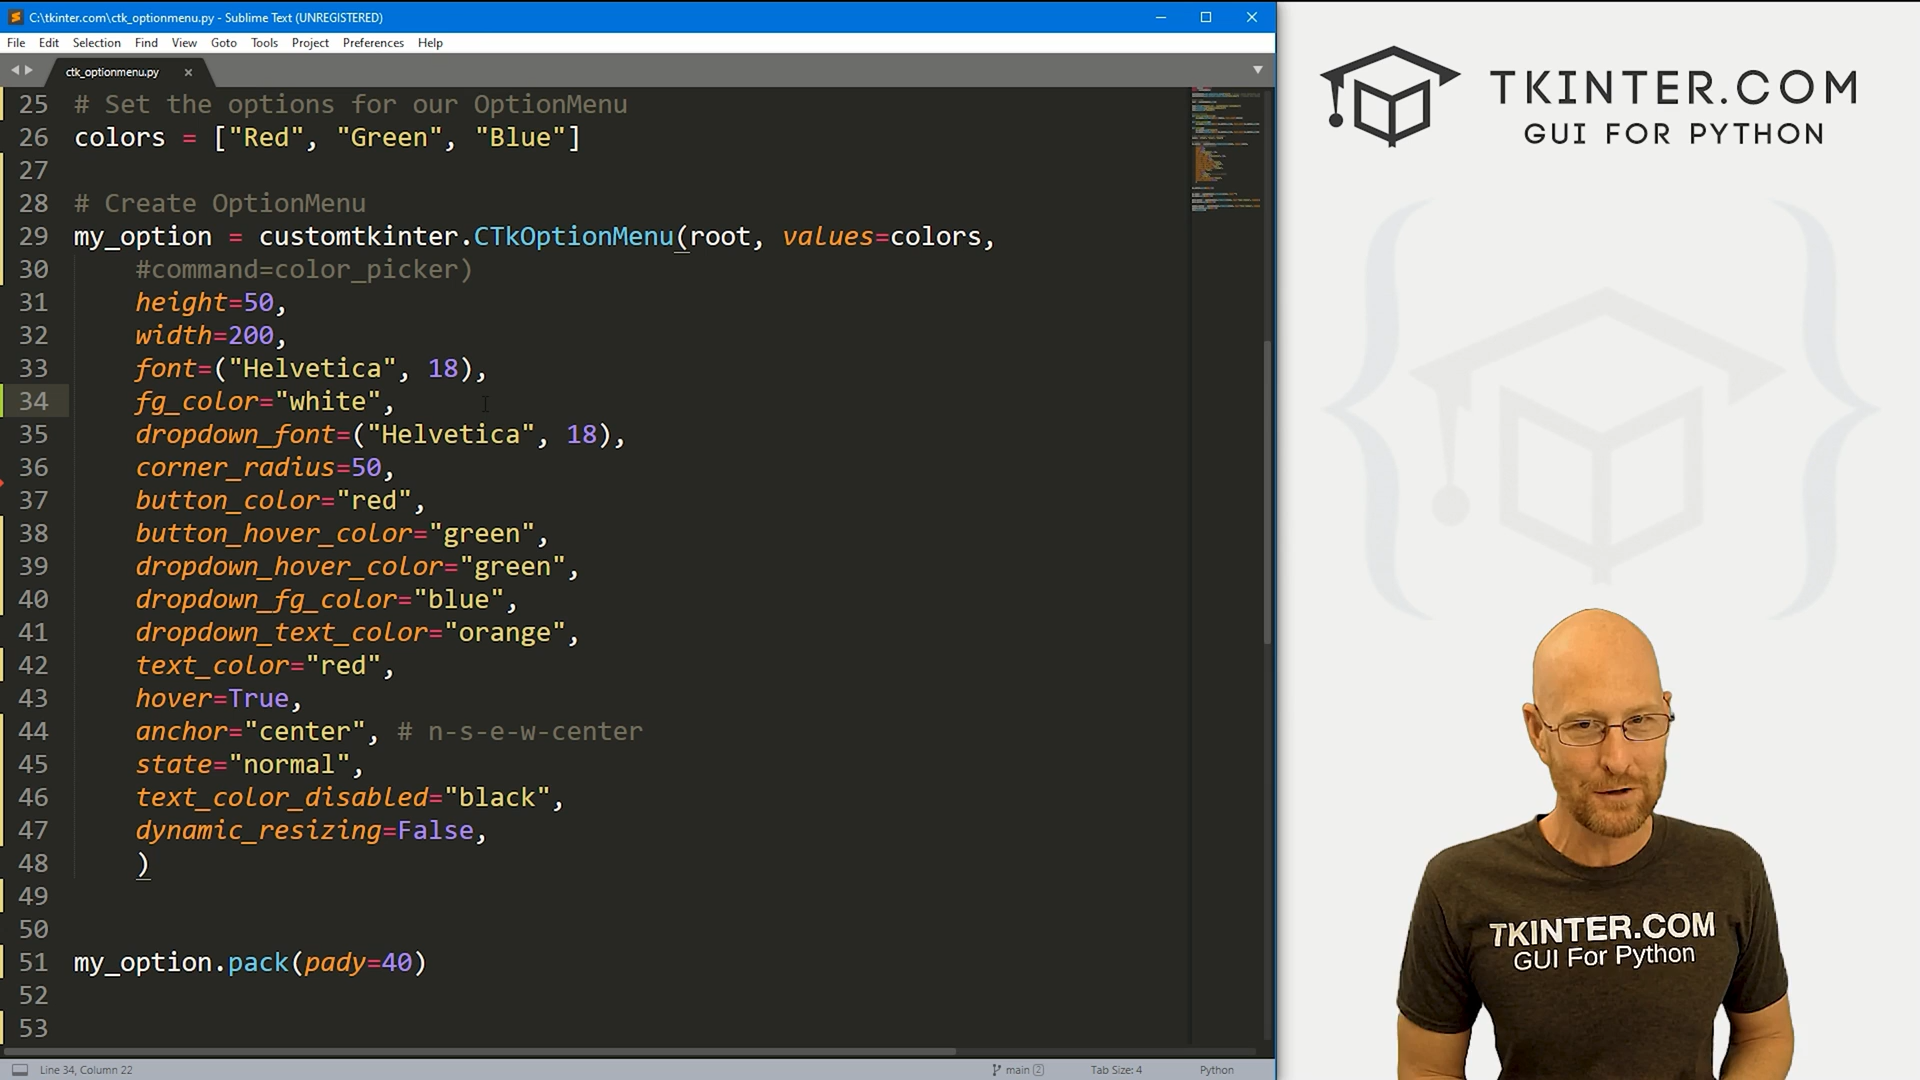 C:\tkinter.com\ctk_optionmenu.py - Sublime Text (UNREGISTERED)
File Edit Selection Find View Goto Tools Project Preferences Help
ctk_optionmenu.py
25 # Set the options for our OptionMenu
26 colors = ["Red", "Green", "Blue"]
27
28 # Create OptionMenu
29 my_option = customtkinter.CTkOptionMenu(root, values=colors,
30 #command=color_picker)
31 height=50,
32 width=200,
33 font=("Helvetica", 18),
34 fg_color="white",
35 dropdown_font=("Helvetica", 18),
36 corner_radius=50,
37 button_color="red",
38 button_hover_color="green",
39 dropdown_hover_color="green",
40 dropdown_fg_color="blue",
41 dropdown_text_color="orange",
42 text_color="red",
43 hover=True,
44 anchor="center", # n-s-e-w-center
45 state="normal",
46 text_color_disabled="black",
47 dynamic_resizing=False,
48 )
49
50
51 my_option.pack(pady=40)
52
53
Line 34, Column 22
main 2
Tab Size: 4
Python
TKINTER.COM
GUI FOR PYTHON
TKINTER.COM
GUI For Python